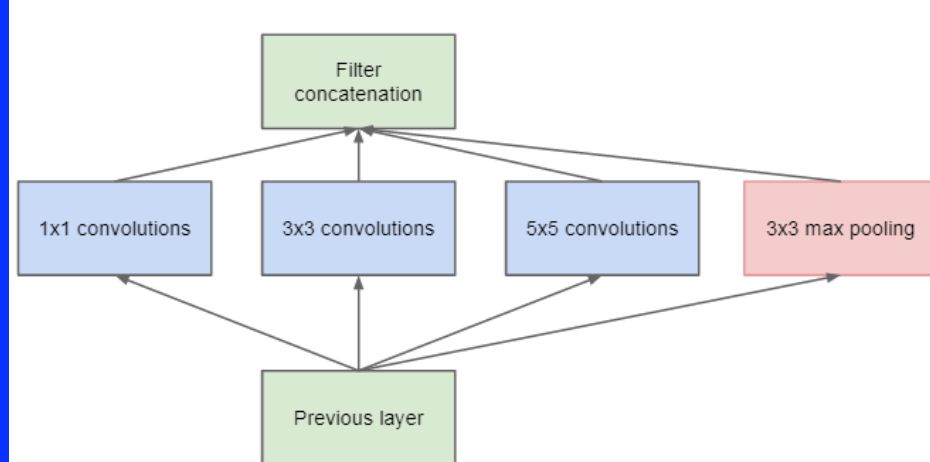 Filter
concatenation
1x1 convolutions
3x3 convolutions
5x5 convolutions
3x3 max pooling
Previous layer